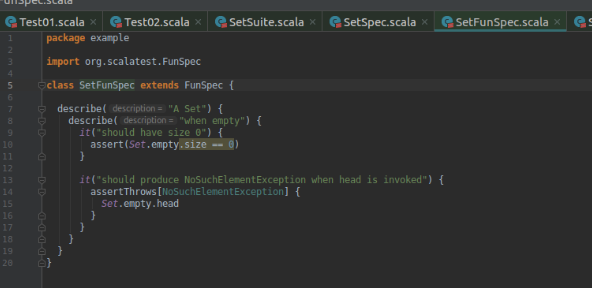 FunSpec.scala
Test01.scala Test02.scala SetSuite.scala SetSpec.scala SetFunSpec.scala S
1 package example
2
3 import org.scalatest.FunSpec
4
5 class SetFunSpec extends FunSpec {
6
7 describe( description = "A Set") {
8 describe( description = "when empty") {
9 it("should have size 0") {
10 assert(Set.empty.size == 0)
11 }
12
13 it("should produce NoSuchElementException when head is invoked") {
14 assertThrows[NoSuchElementException] {
15 Set.empty.head
16 }
17 }
18 }
19 }
20 }